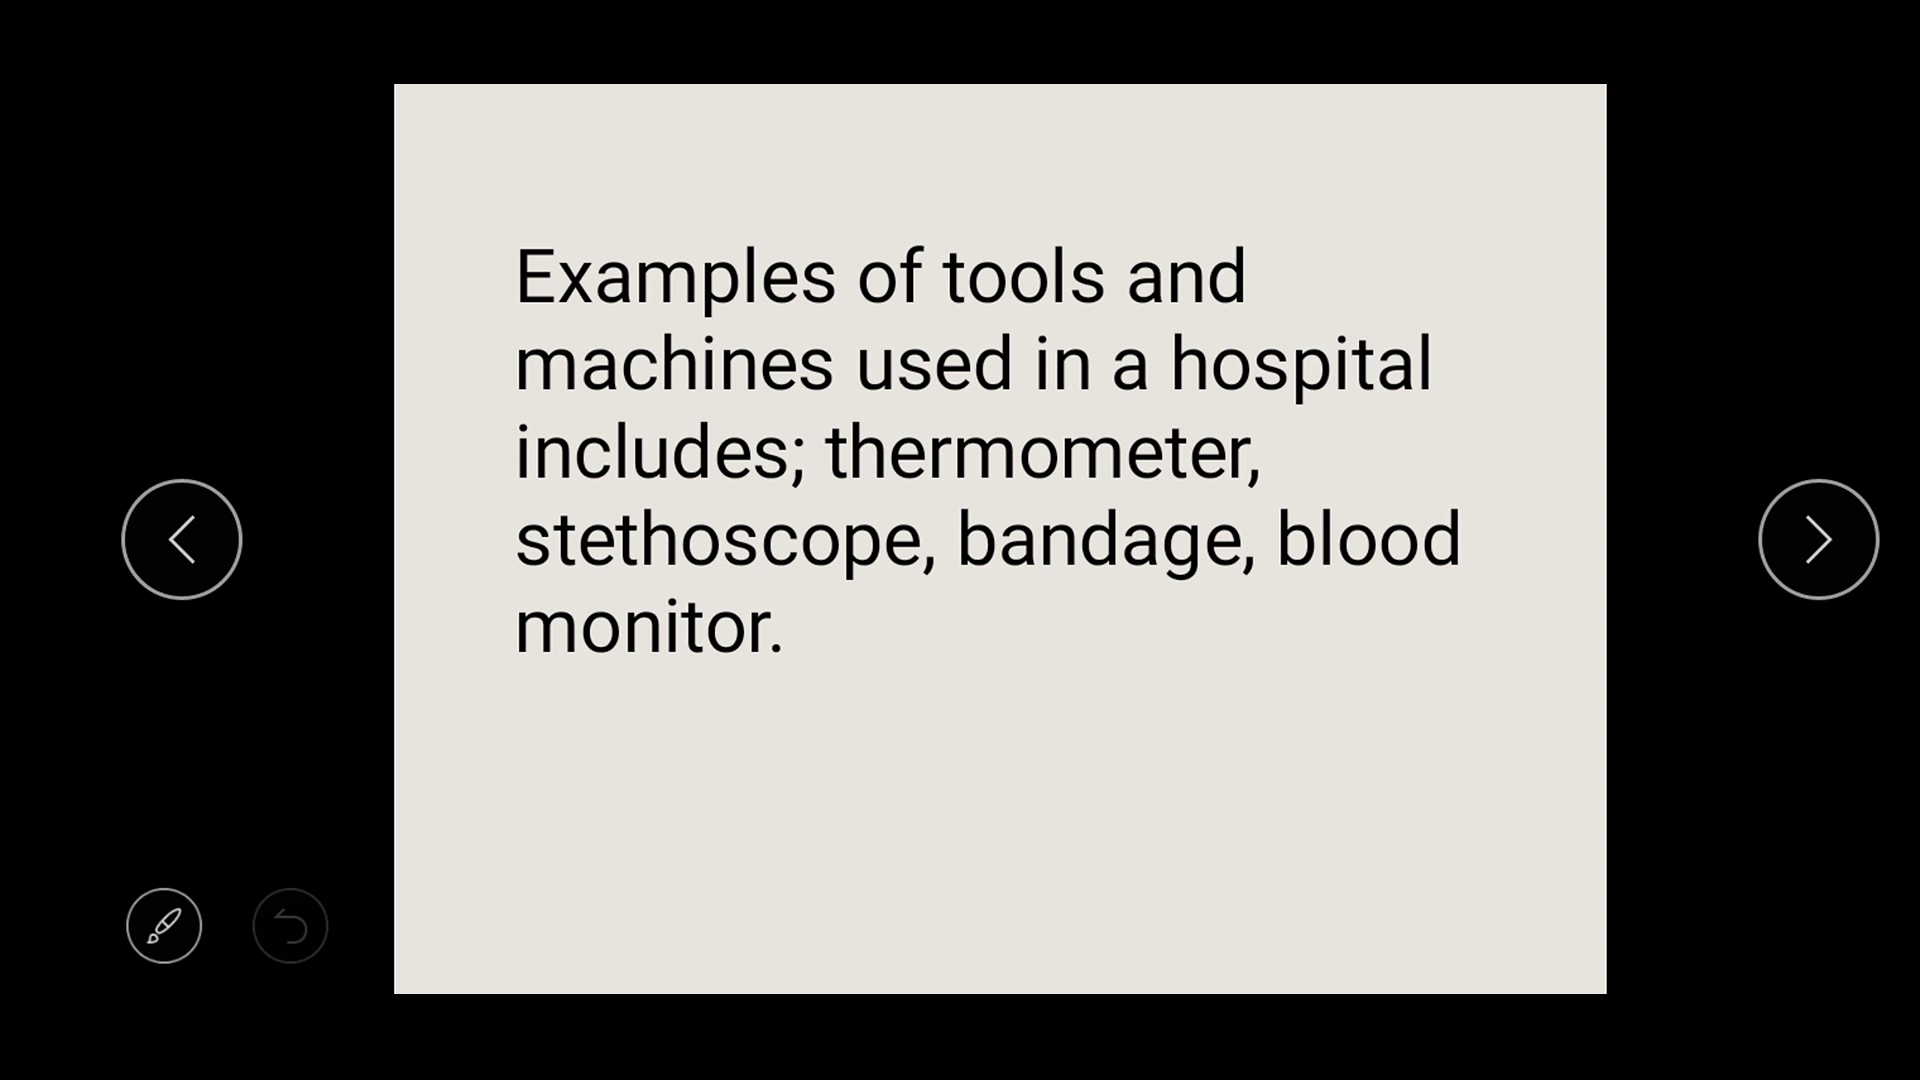 Examples of tools and
machines used in a hospital
includes; thermometer,
stethoscope, bandage, blood
monitor.